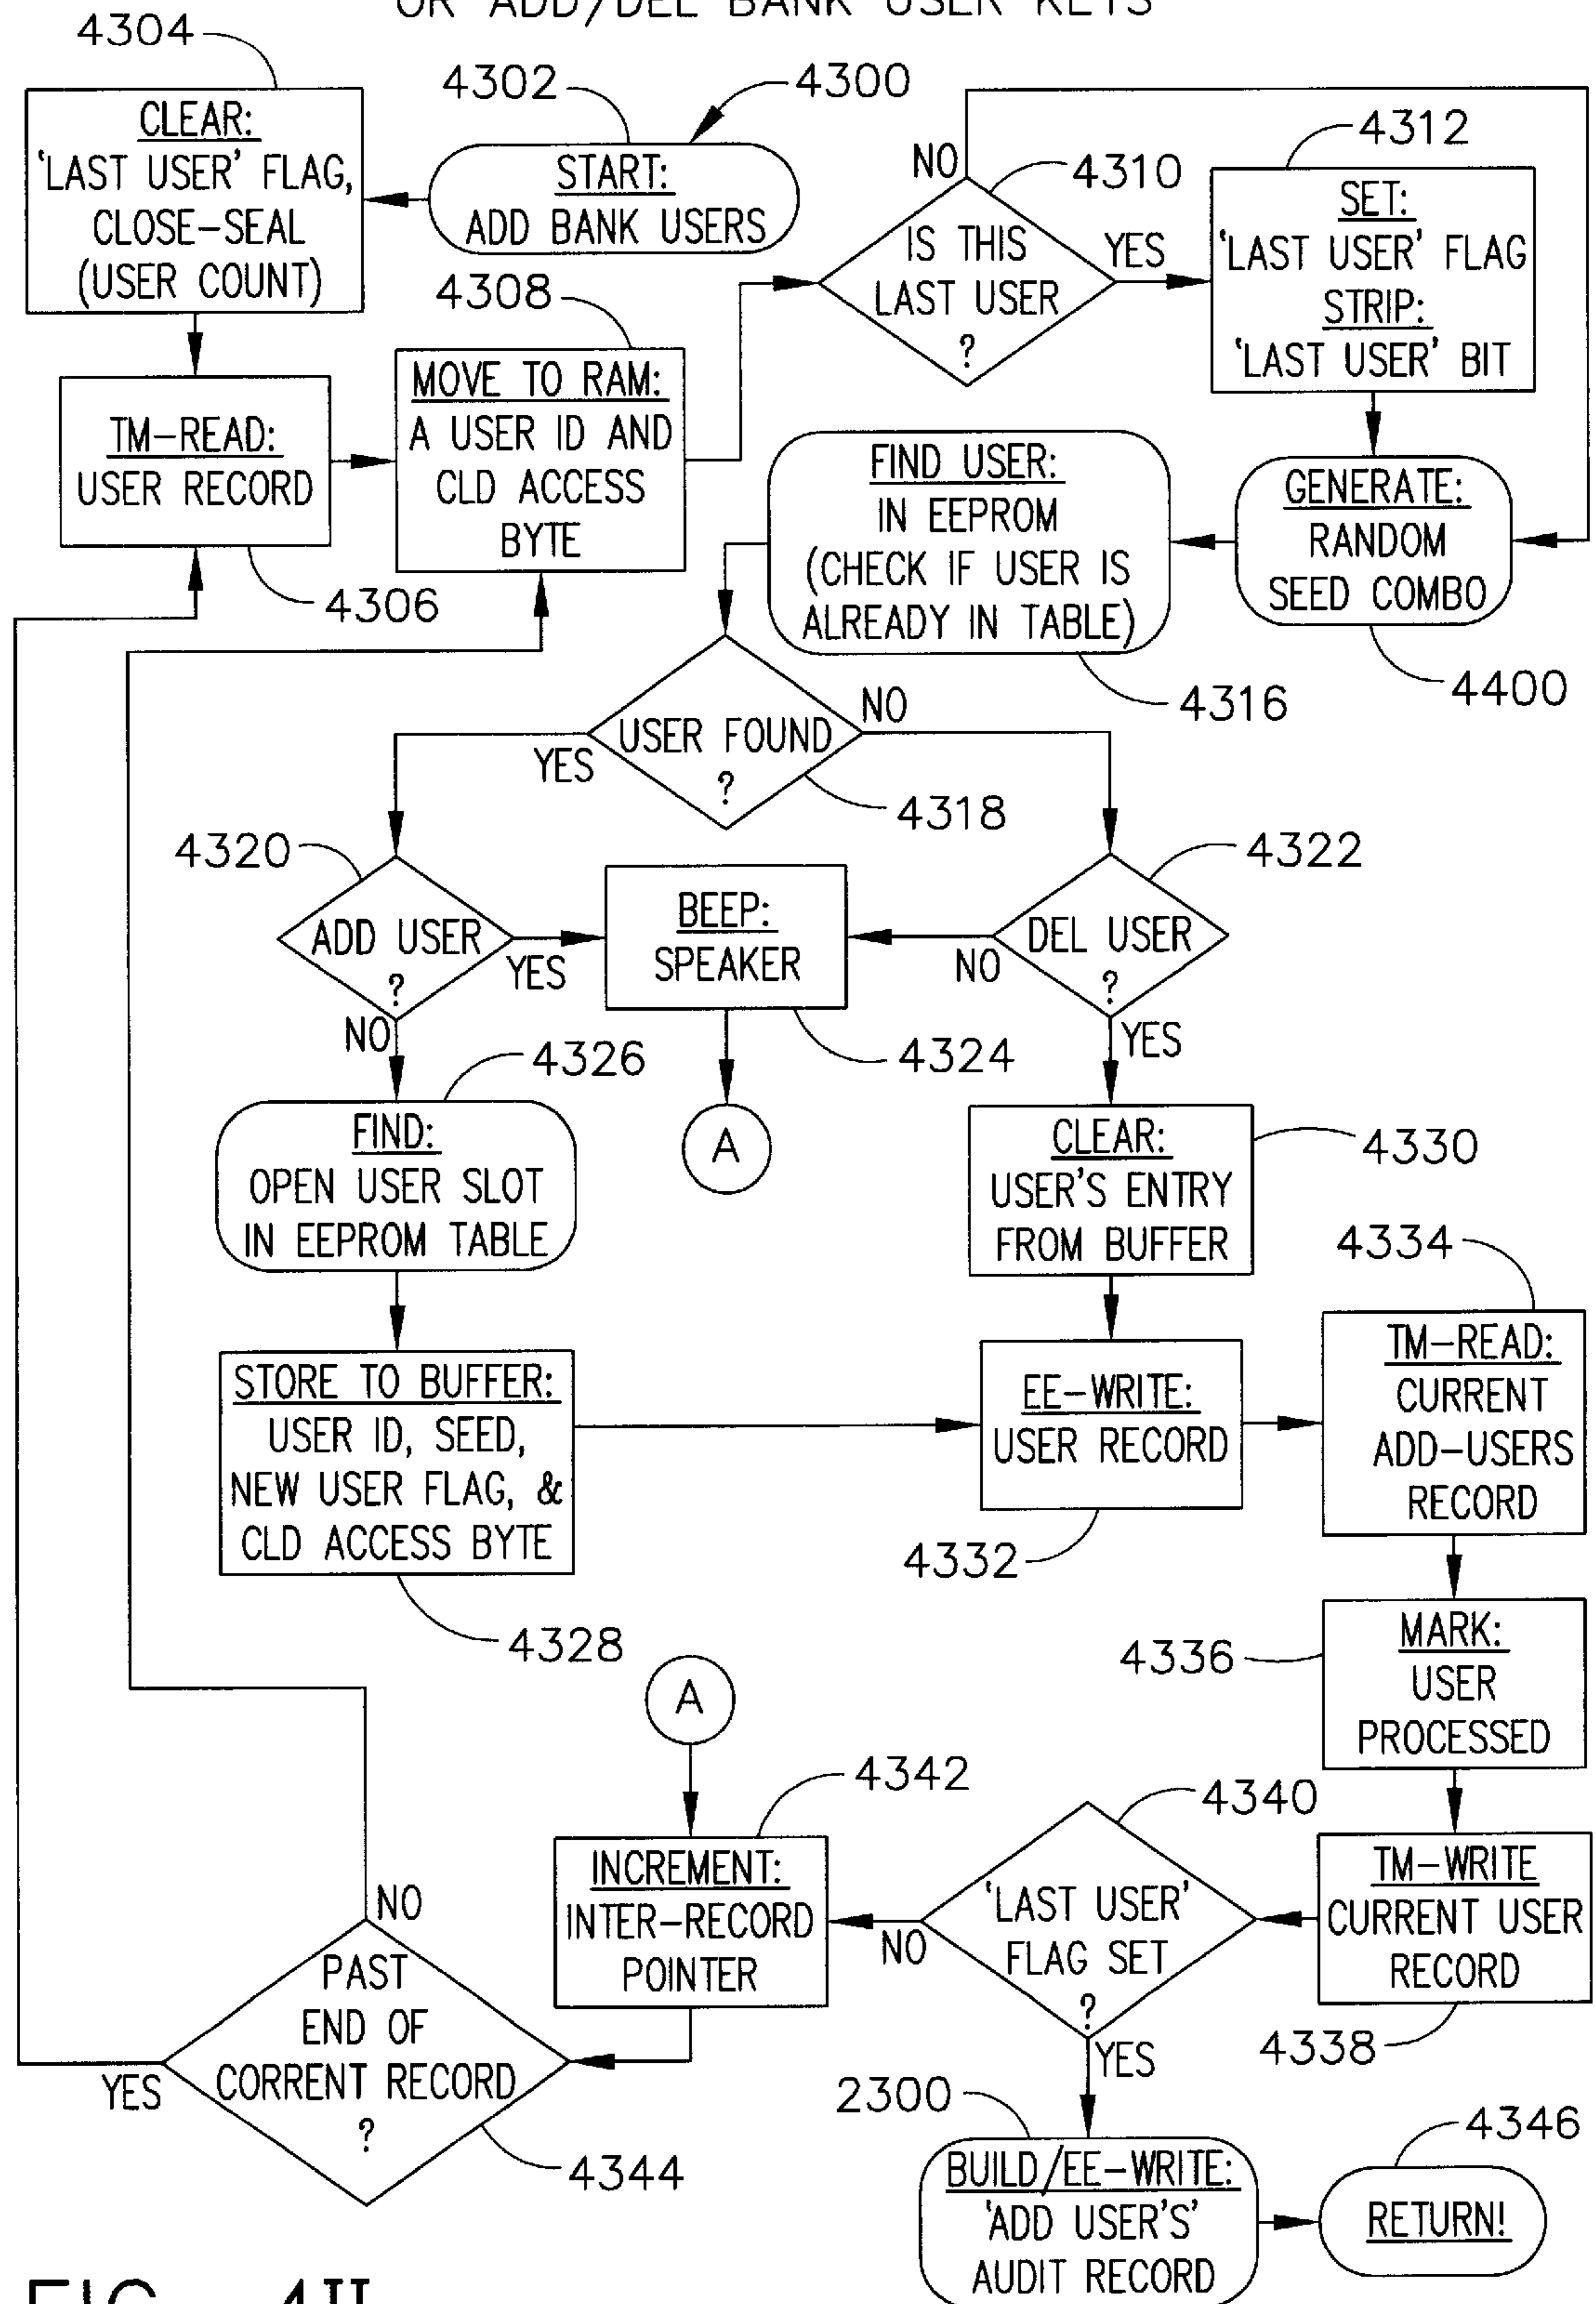 OR ADD/DEL BANK USER KEYS
4304
4302
4300
CLEAR:
'LAST USER' FLAG,
CLOSE-SEAL
(USER COUNT)
START:
ADD BANK USERS
NO
4310
4312
IS THIS
LAST USER
?
YES
SET:
'LAST USER' FLAG
STRIP:
'LAST USER' BIT
4308
TM-READ:
USER RECORD
4306
MOVE TO RAM:
A USER ID AND
CLD ACCESS
BYTE
FIND USER:
IN EEPROM
(CHECK IF USER IS
ALREADY IN TABLE)
4316
GENERATE:
RANDOM
SEED COMBO
4400
USER FOUND
?
YES
NO
4318
4320
ADD USER
?
YES
NO
BEEP:
SPEAKER
4324
4322
DEL USER
?
NO
YES
4326
FIND:
OPEN USER SLOT
IN EEPROM TABLE
A
CLEAR:
USER'S ENTRY
FROM BUFFER
4330
4334
STORE TO BUFFER:
USER ID, SEED,
NEW USER FLAG, &
CLD ACCESS BYTE
4328
EE-WRITE:
USER RECORD
4332
TM-READ:
CURRENT
ADD-USERS
RECORD
4336
MARK:
USER
PROCESSED
A
4342
4340
INCREMENT:
INTER-RECORD
POINTER
'LAST USER'
FLAG SET
?
NO
YES
TM-WRITE
CURRENT USER
RECORD
4338
NO
PAST
END OF
CORRENT RECORD
?
YES
4344
2300
BUILD/EE-WRITE:
'ADD USER'S'
AUDIT RECORD
4346
RETURN!